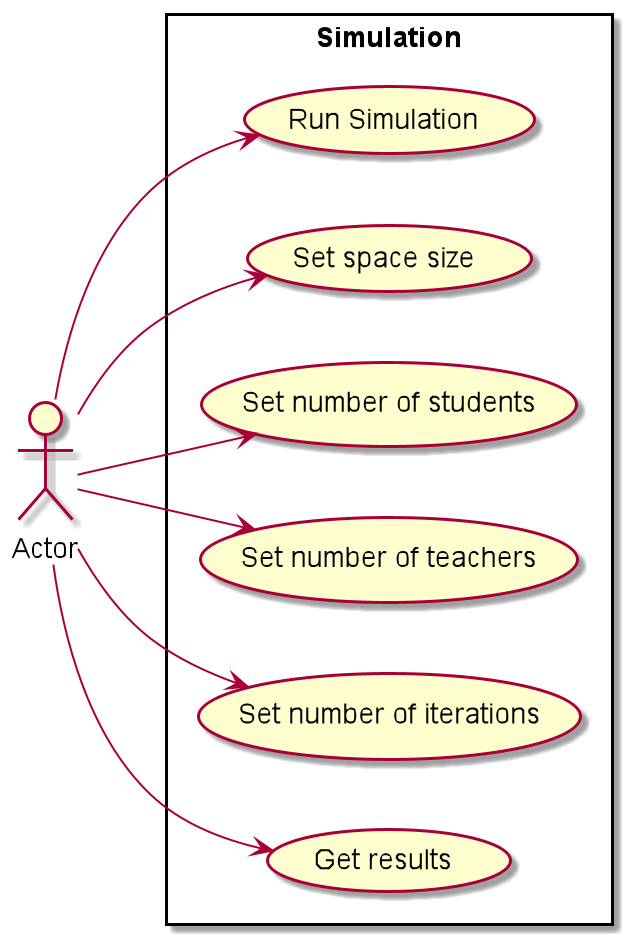 Simulation
Run Simulation
Set space size
Set number of students
Set number of teachers
Actor
Set number of iterations
Get results